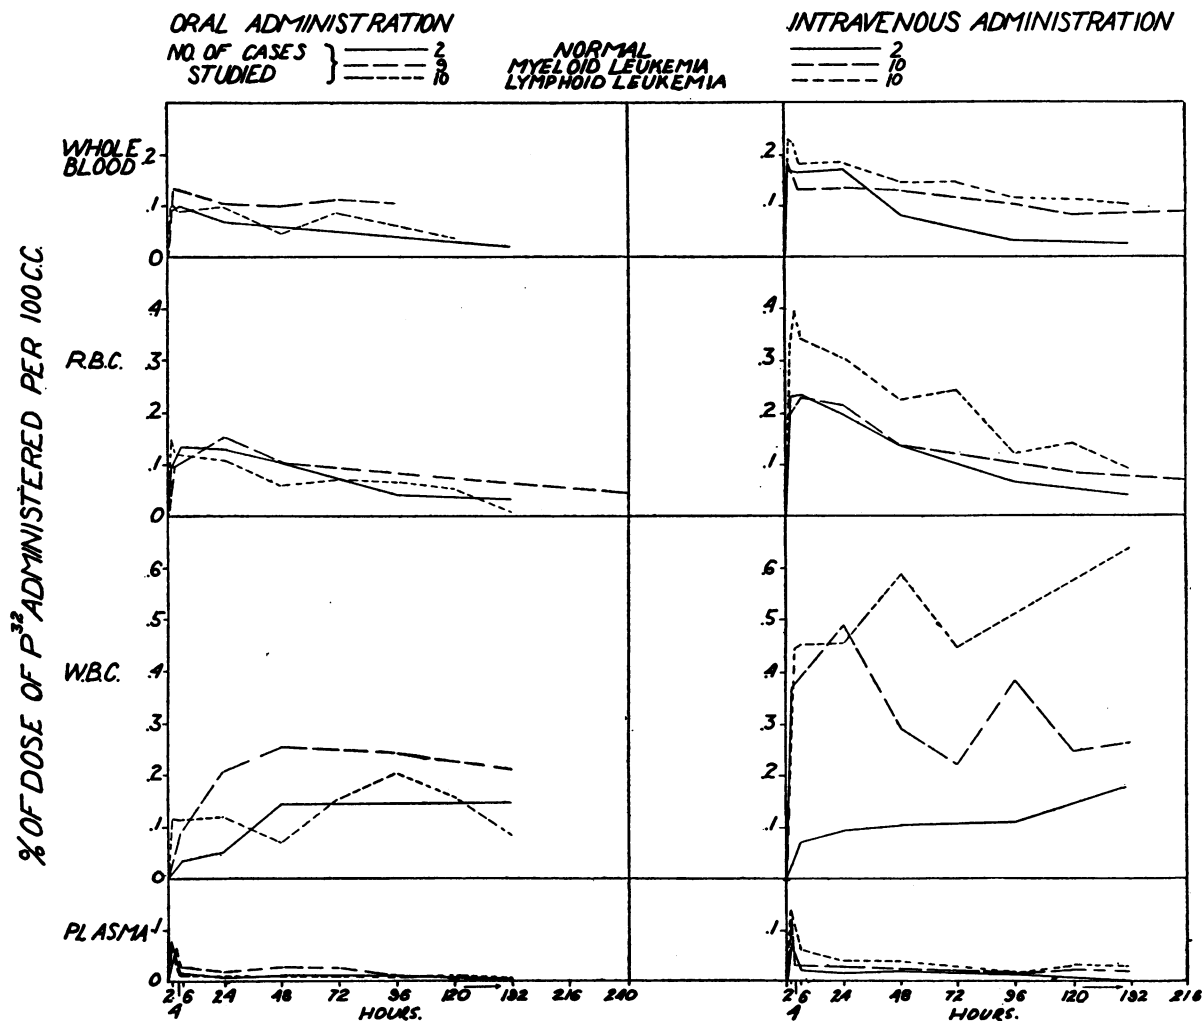 ORAL ADMINISTRATION
INTRAVENOUS ADMINISTRATION
NO. OF CASES STUDIED } 2
9
10
NORMAL
MYELOID LEUKEMIA
LYMPHOID LEUKEMIA
2
10
10
% OF DOSE OF P32 ADMINISTERED PER 100 C.C.
WHOLE BLOOD
.2
.1
0
.2
.1
R.B.C.
.4
.3
.2
.1
0
.4
.3
.2
.1
W.B.C.
.6
.5
.4
.3
.2
.1
0
.6
.5
.4
.3
.2
.1
PLASMA
.1
0
.1
2 4 6 24 48 72 96 120 192 216 240
HOURS.
2 4 6 24 48 72 96 120 192 216
HOURS.